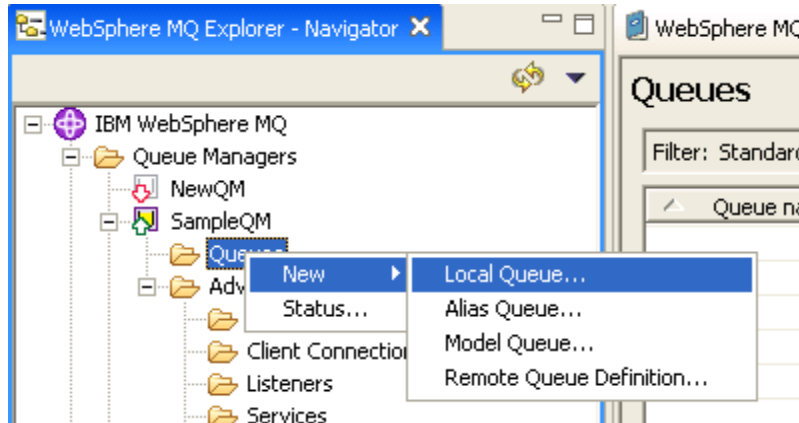 WebSphere MQ Explorer - Navigator
WebSphere MQ
Queues
IBM WebSphere MQ
Queue Managers
Filter: Standard
NewQM
SampleQM
Queue na
Queues
New
Local Queue...
Adv
Status...
Alias Queue...
Model Queue...
Client Connection
Remote Queue Definition...
Listeners
Services